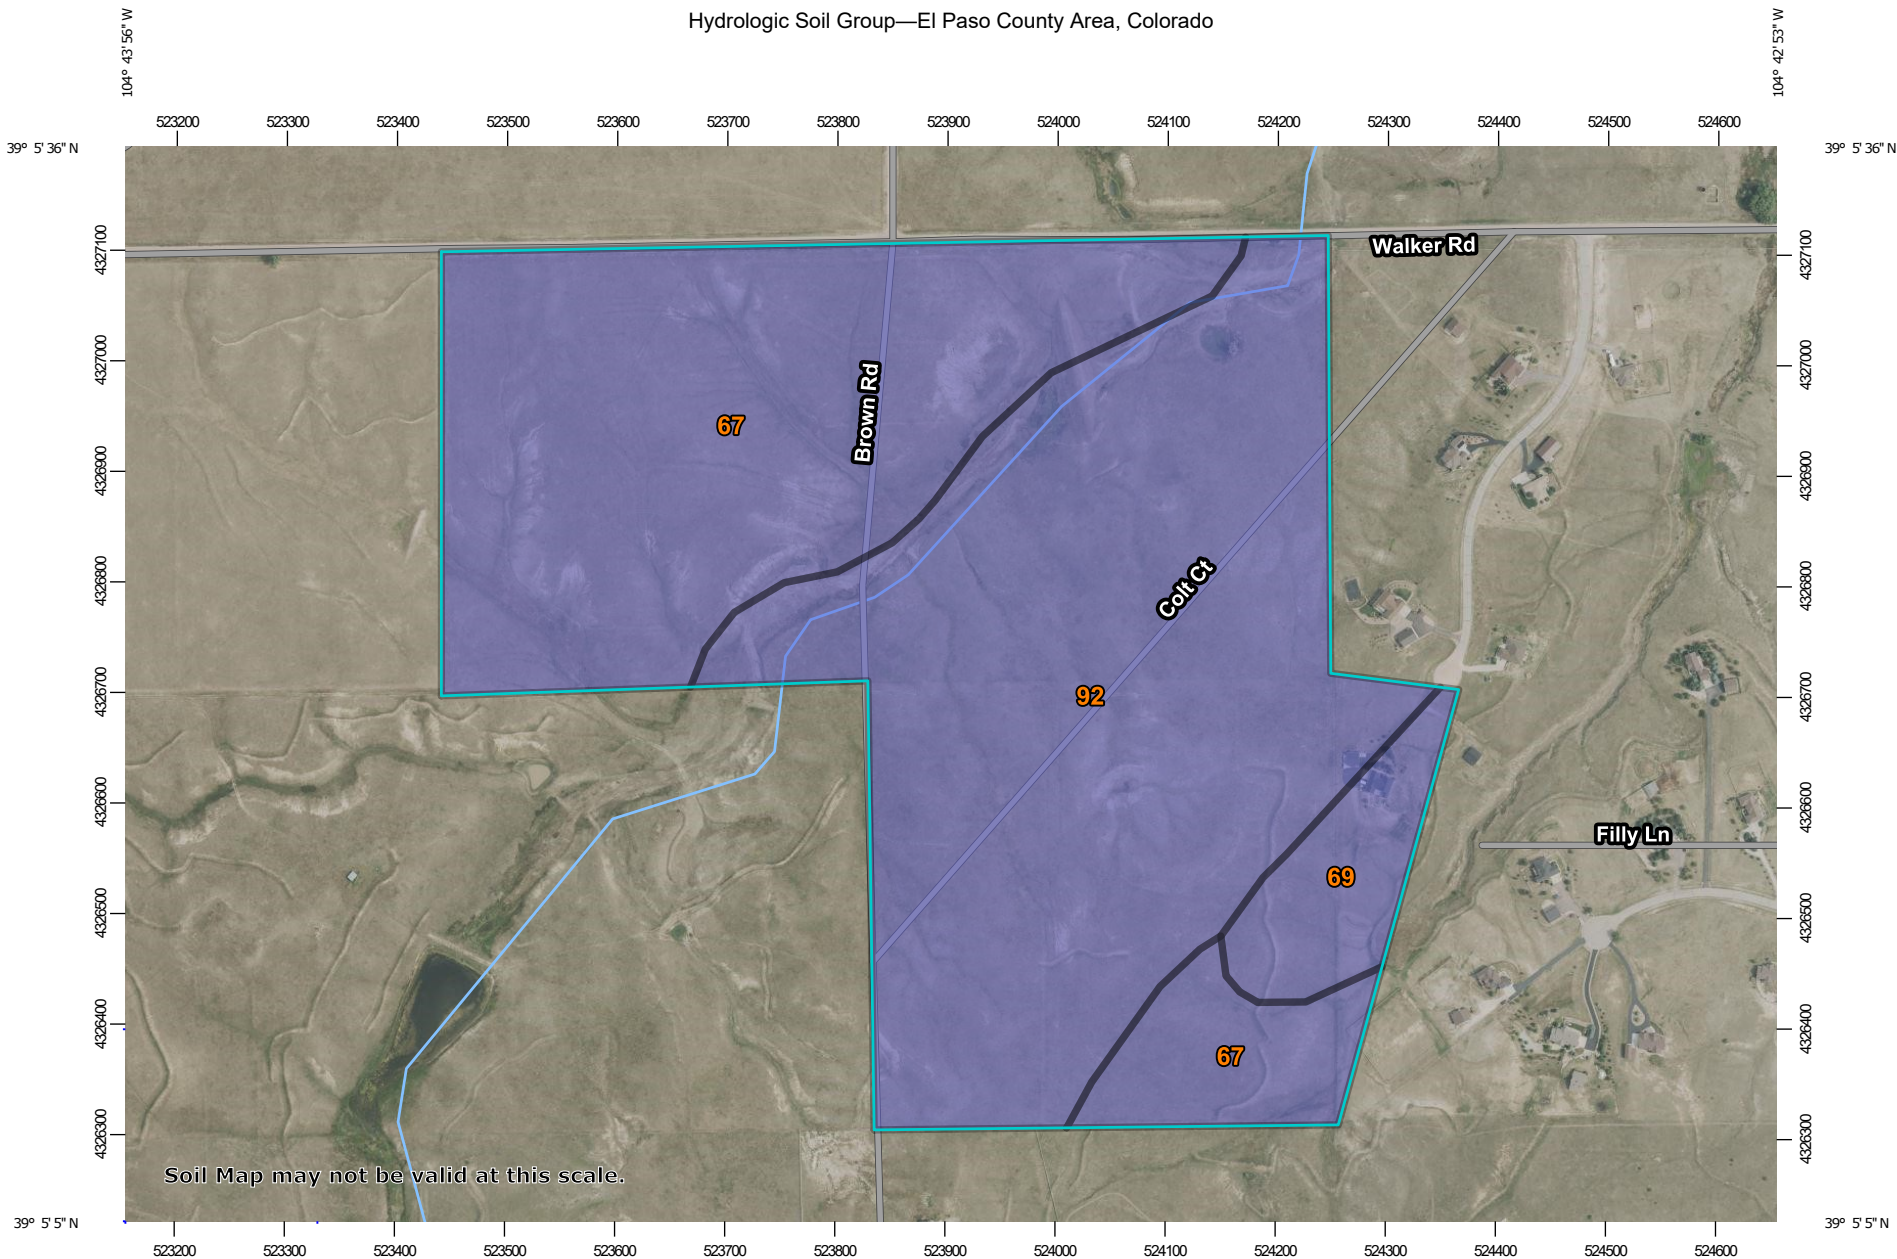 Hydrologic Soil Group—El Paso County Area, Colorado
104° 43' 56" W
104° 42' 53" W
523200 523300 523400 523500 523600 523700 523800 523900 524000 524100 524200 524300 524400 524500 524600
39° 5' 36" N
39° 5' 36" N
4327100
4327000
4326900
4326800
4326700
4326600
4326500
4326400
4326300
Walker Rd
Brown Rd
67
Colt Ct
92
Filly Ln
69
67
4327100
4327000
4326900
4326800
4326700
4326600
4326500
4326400
4326300
Soil Map may not be valid at this scale.
39° 5' 5" N
39° 5' 5" N
523200 523300 523400 523500 523600 523700 523800 523900 524000 524100 524200 524300 524400 524500 524600